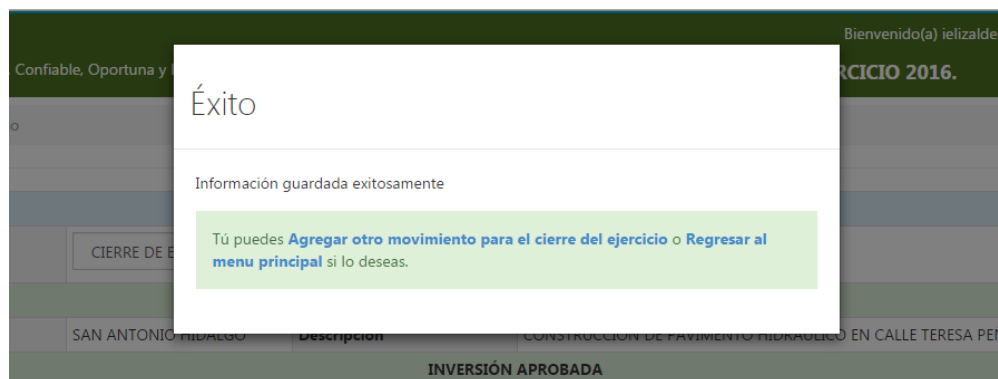 Bienvenido(a) ielizalde
Confiable, Oportuna y
RCICIO 2016.
Éxito
Información guardada exitosamente
Tú puedes Agregar otro movimiento para el cierre del ejercicio o Regresar al
menu principal si lo deseas.
CIERRE DE E
SAN ANTONIO HIDALGO Descripción CONSTRUCCION DE PAVIMENTO HIDRAULICO EN CALLE TERESA PE
INVERSIÓN APROBADA